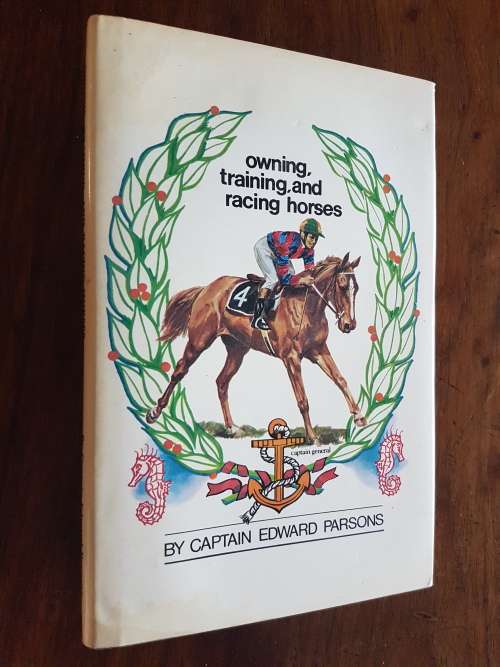 owning,
training, and
racing horses
4
captain general
BY CAPTAIN EDWARD PARSONS